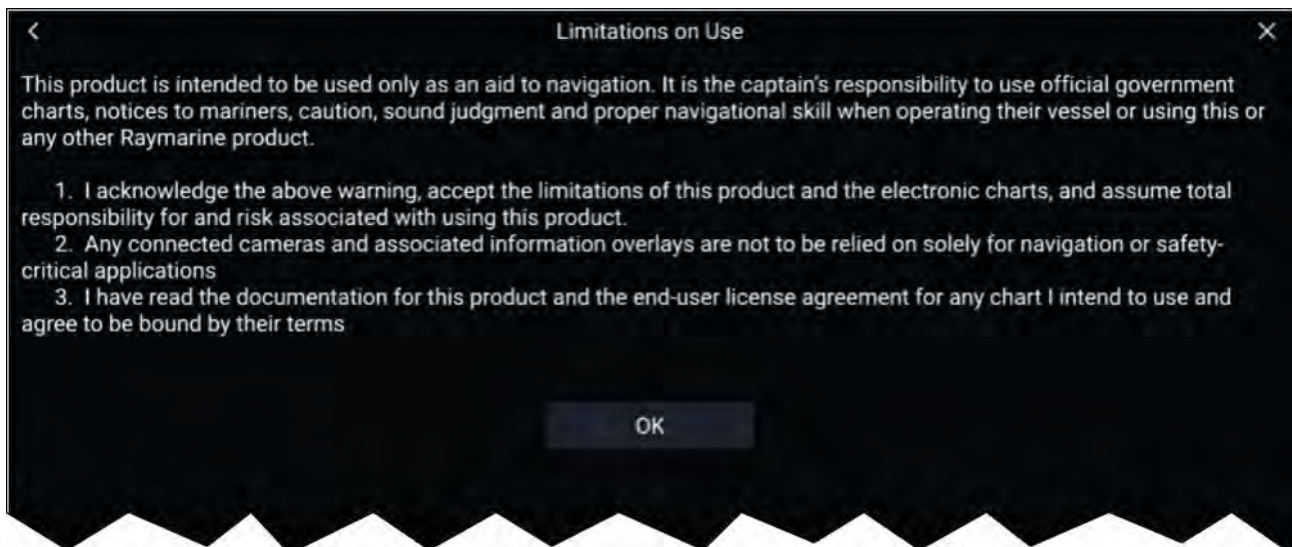 Limitations on Use
This product is intended to be used only as an aid to navigation. It is the captain's responsibility to use official government
charts, notices to mariners, caution, sound judgment and proper navigational skill when operating their vessel or using this or
any other Raymarine product.
1. I acknowledge the above warning, accept the limitations of this product and the electronic charts, and assume total
responsibility for and risk associated with using this product.
2. Any connected cameras and associated information overlays are not to be relied on solely for navigation or safety-
critical applications
3. I have read the documentation for this product and the end-user license agreement for any chart I intend to use and
agree to be bound by their terms
OK